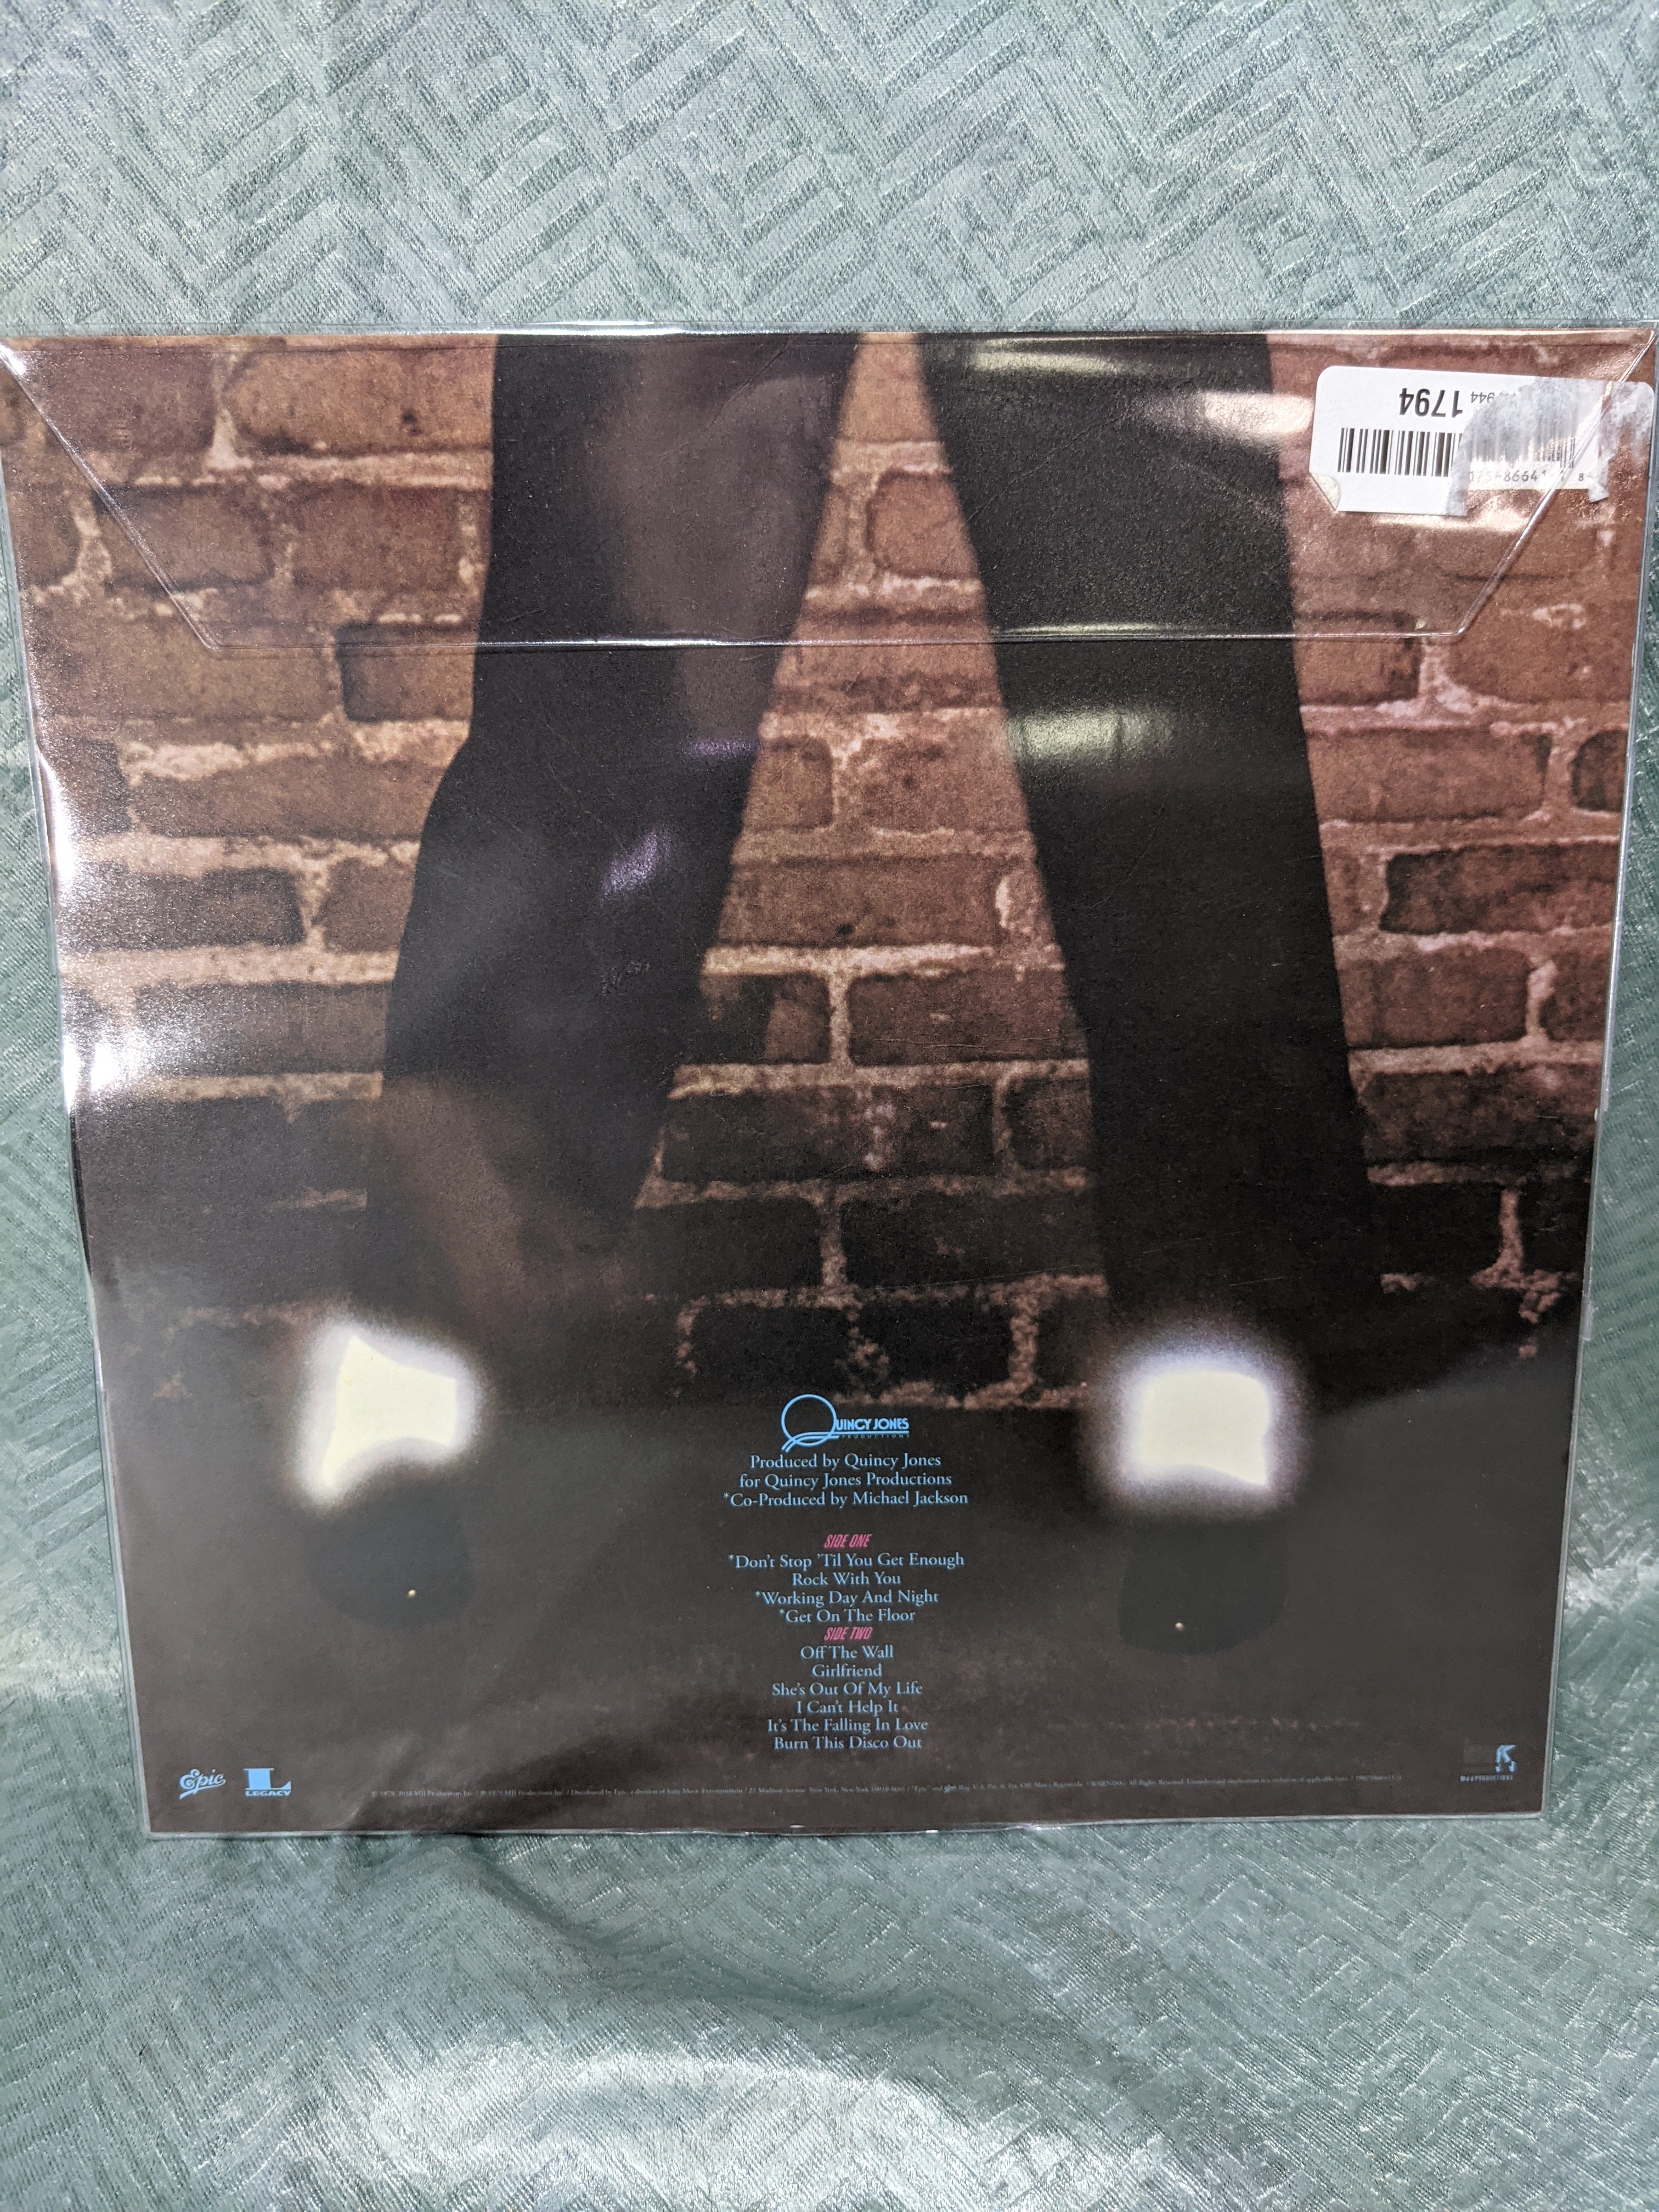 1794
944
QUINCY JONES
PRODUCTIONS
Produced by Quincy Jones
for Quincy Jones Productions
*Co-Produced by Michael Jackson
SIDE ONE
*Don't Stop 'Til You Get Enough
Rock With You
*Working Day And Night
*Get On The Floor
SIDE TWO
Off The Wall
Girlfriend
She's Out Of My Life
I Can't Help It
It's The Falling In Love
Burn This Disco Out
Epic
LEGACY
MJJ PRODUCTIONS